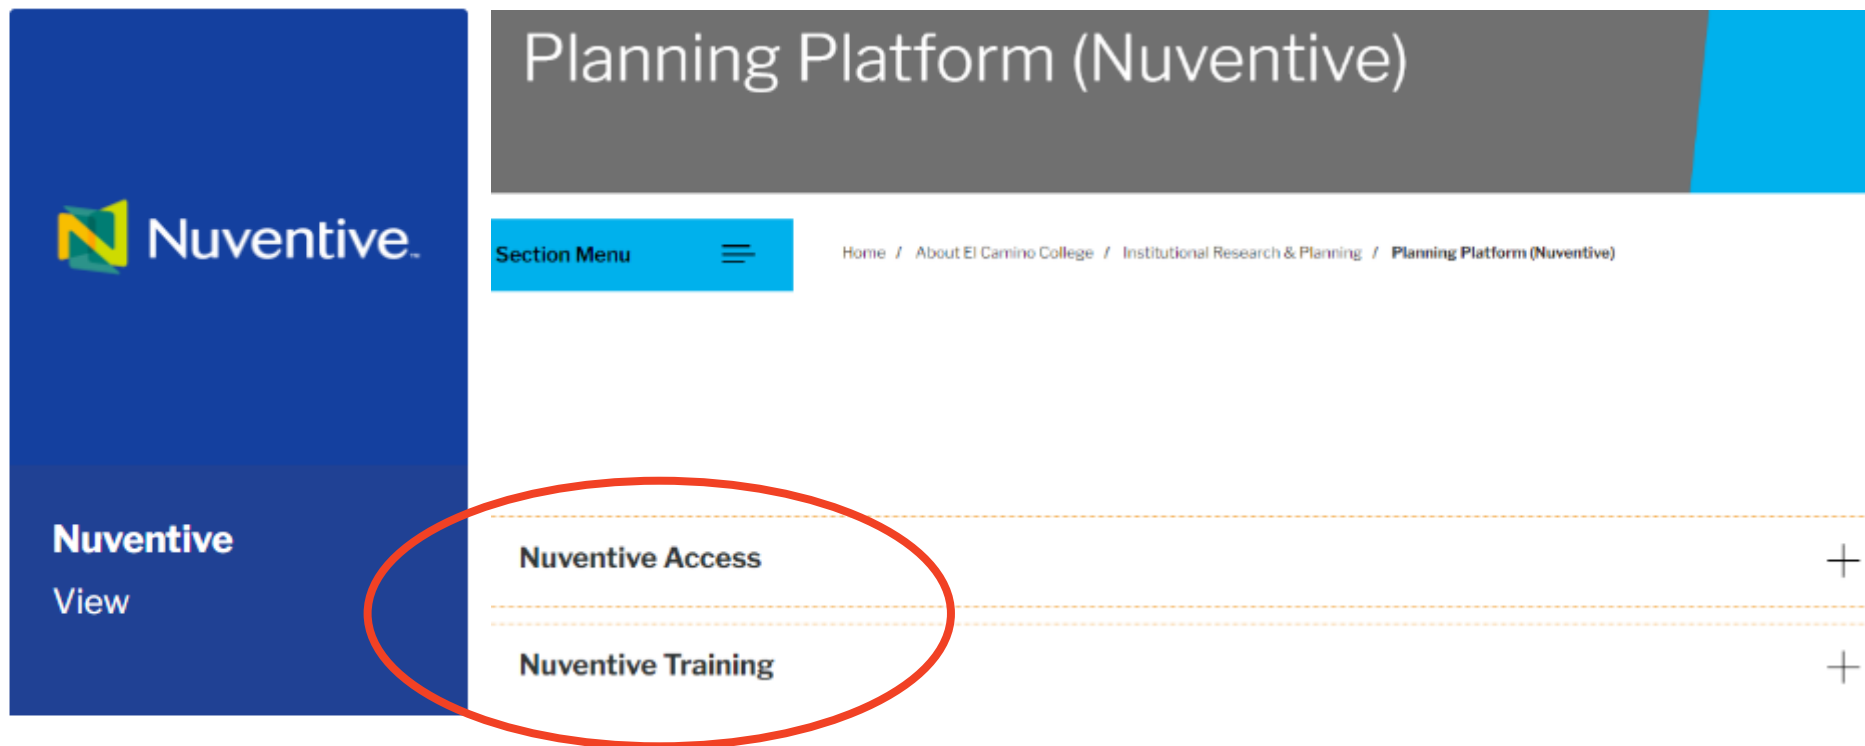 Nuventive™
Nuventive
View
Planning Platform (Nuventive)
Section Menu
Home / About El Camino College / Institutional Research & Planning / Planning Platform (Nuventive)
Nuventive Access
Nuventive Training